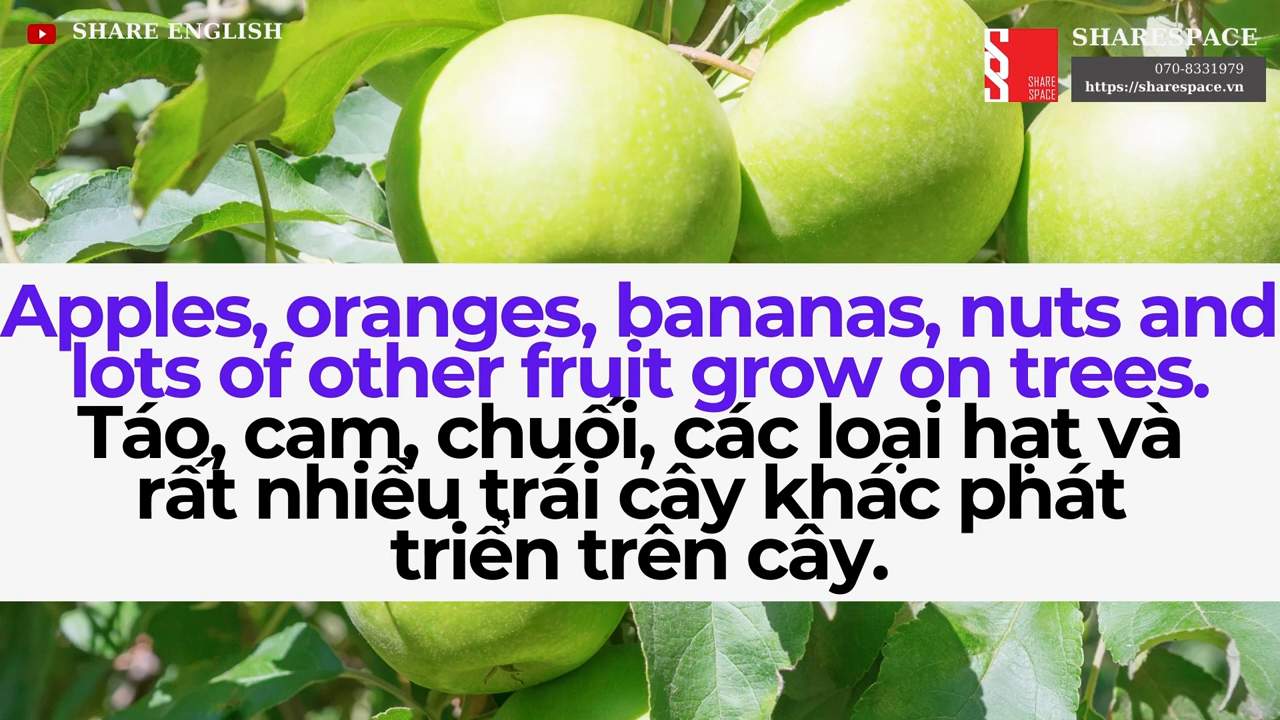 SHARE ENGLISH
SHARESPACE
070-8331979
https://sharespace.vn
SHARE
SPACE
Apples, oranges, bananas, nuts and
lots of other fruit grow on trees.
Táo, cam, chuối, các loại hạt và
rất nhiều trái cây khác phát
triển trên cây.